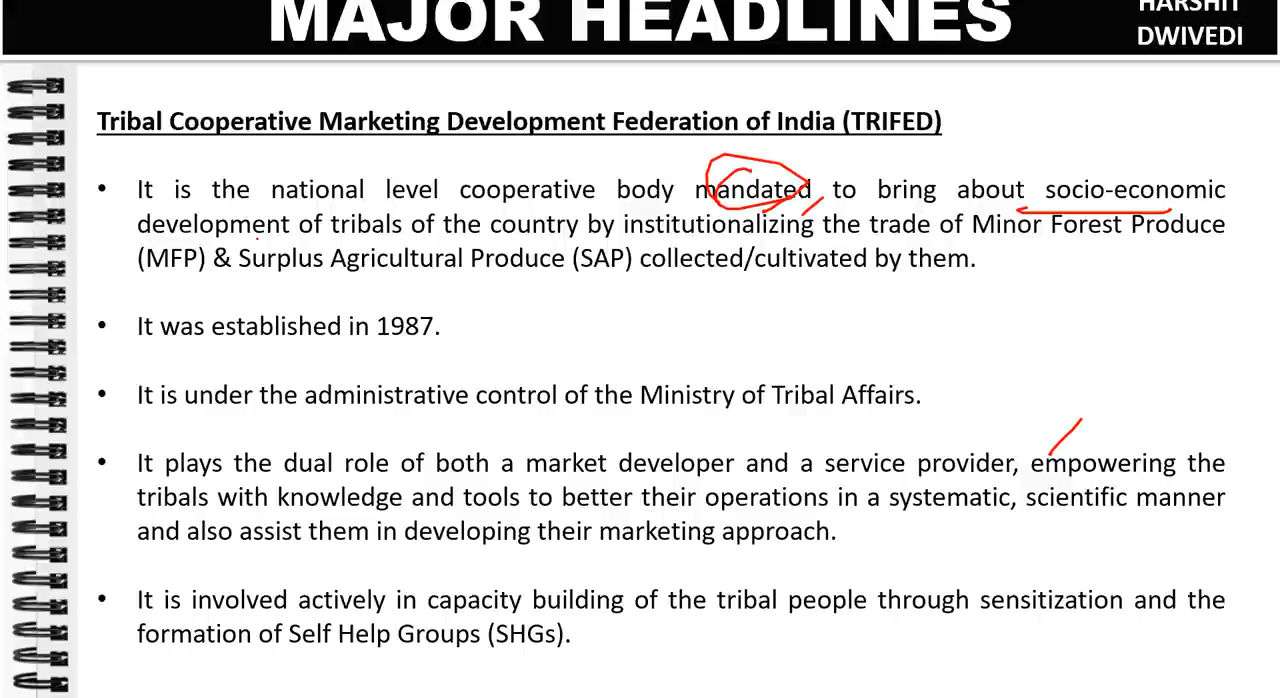 MAJOR HEADLINES
HARSHIT
DWIVEDI
Tribal Cooperative Marketing Development Federation of India (TRIFED)
• It is the national level cooperative body mandated to bring about socio-economic
development of tribals of the country by institutionalizing the trade of Minor Forest Produce
(MFP) & Surplus Agricultural Produce (SAP) collected/cultivated by them.
• It was established in 1987.
• It is under the administrative control of the Ministry of Tribal Affairs.
• It plays the dual role of both a market developer and a service provider, empowering the
tribals with knowledge and tools to better their operations in a systematic, scientific manner
and also assist them in developing their marketing approach.
• It is involved actively in capacity building of the tribal people through sensitization and the
formation of Self Help Groups (SHGs).